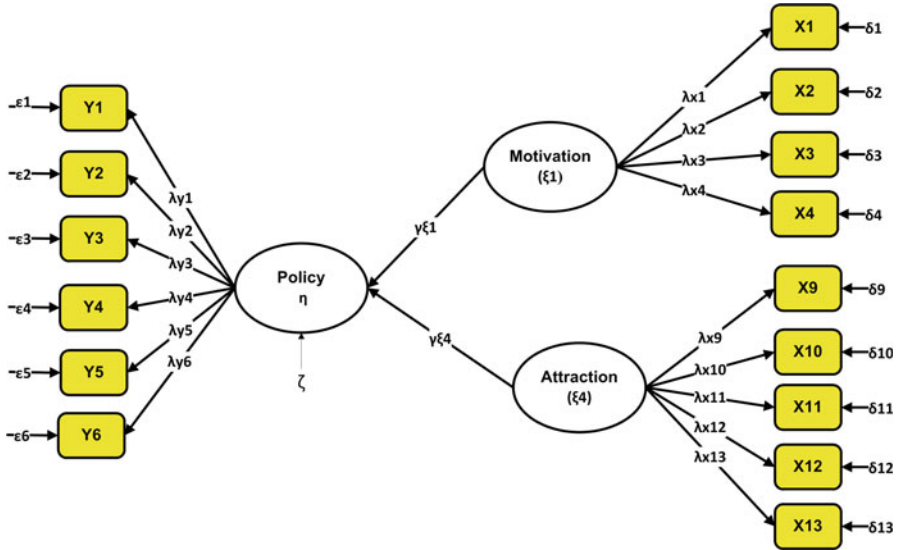 X1
δ1
X2
δ2
X3
δ3
X4
δ4
λx1
λx2
λx3
λx4
Motivation
(ξ1)
ε1
Y1
ε2
Y2
ε3
Y3
ε4
Y4
ε5
Y5
ε6
Y6
λy1
λy2
λy3
λy4
λy5
λy6
Policy
η
ζ
γξ1
γξ4
Attraction
(ξ4)
λx9
λx10
λx11
λx12
λx13
X9
δ9
X10
δ10
X11
δ11
X12
δ12
X13
δ13